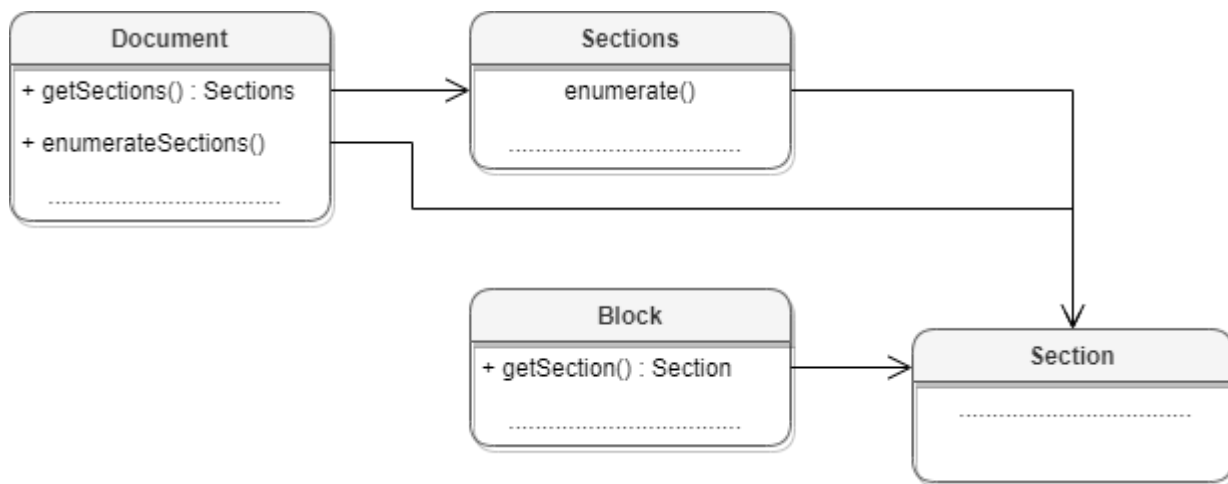 Document
+ getSections() : Sections
+ enumerateSections()
Sections
enumerate()
Block
+ getSection() : Section
Section